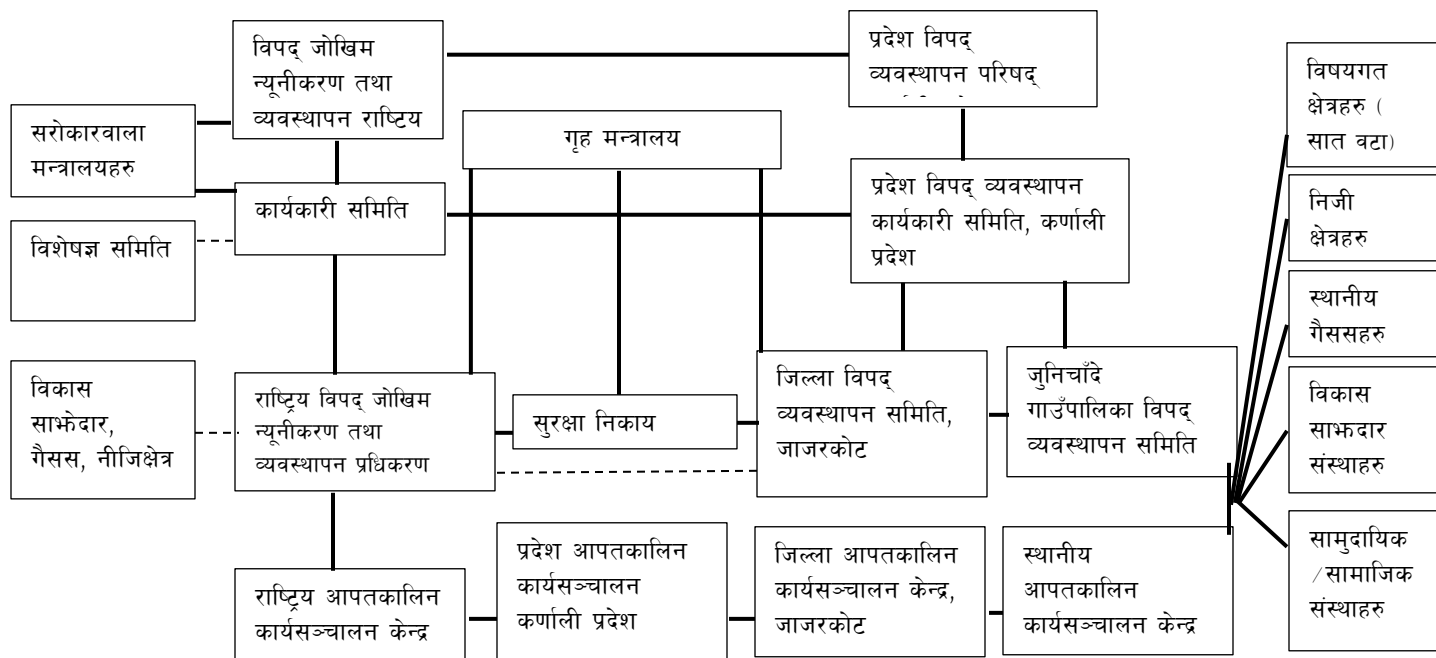 विपद् जोखिम
न्यूनीकरण तथा
व्यवस्थापन राष्टिय
प्रदेश विपद्
व्यवस्थापन परिषद्
सरोकारवाला
मन्त्रालयहरु
गृह मन्त्रालय
कार्यकारी समिति
प्रदेश विपद् व्यवस्थापन
कार्यकारी समिति, कर्णाली
प्रदेश
विशेषज्ञ समिति
विकास
साझेदार,
गैसस, नीजिक्षेत्र
राष्ट्रिय विपद् जोखिम
न्यूनीकरण तथा
व्यवस्थापन प्रधिकरण
सुरक्षा निकाय
जिल्ला विपद्
व्यवस्थापन समिति,
जाजरकोट
जुनिचाँदे
गाउँपालिका विपद्
व्यवस्थापन समिति
राष्ट्रिय आपतकालिन
कार्यसञ्चालन केन्द्र
प्रदेश आपतकालिन
कार्यसञ्चालन
कर्णाली प्रदेश
जिल्ला आपतकालिन
कार्यसञ्चालन केन्द्र,
जाजरकोट
स्थानीय
आपतकालिन
कार्यसञ्चालन केन्द्र
विषयगत
क्षेत्रहरु (
सात वटा)
निजी
क्षेत्रहरु
स्थानीय
गैससहरु
विकास
साझदार
संस्थाहरु
सामुदायिक
/सामाजिक
संस्थाहरु